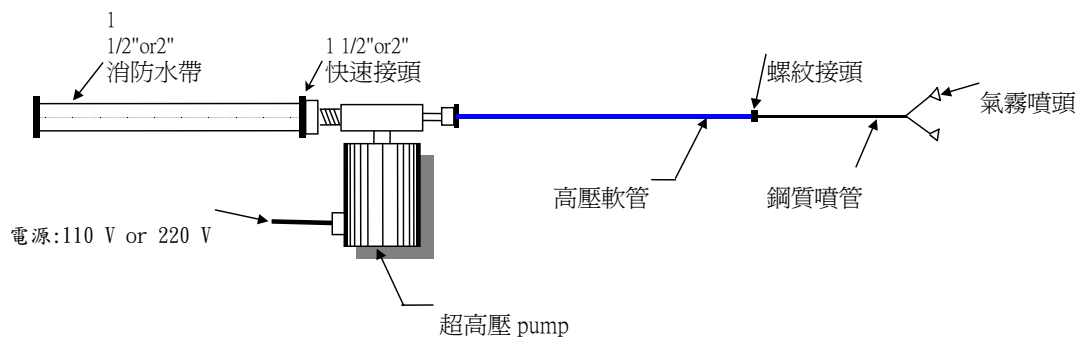 1
1/2"or2"
消防水帶
1 1/2"or2"
快速接頭
螺紋接頭
氣霧噴頭
高壓軟管
鋼質噴管
電源:110 V or 220 V
超高壓 pump